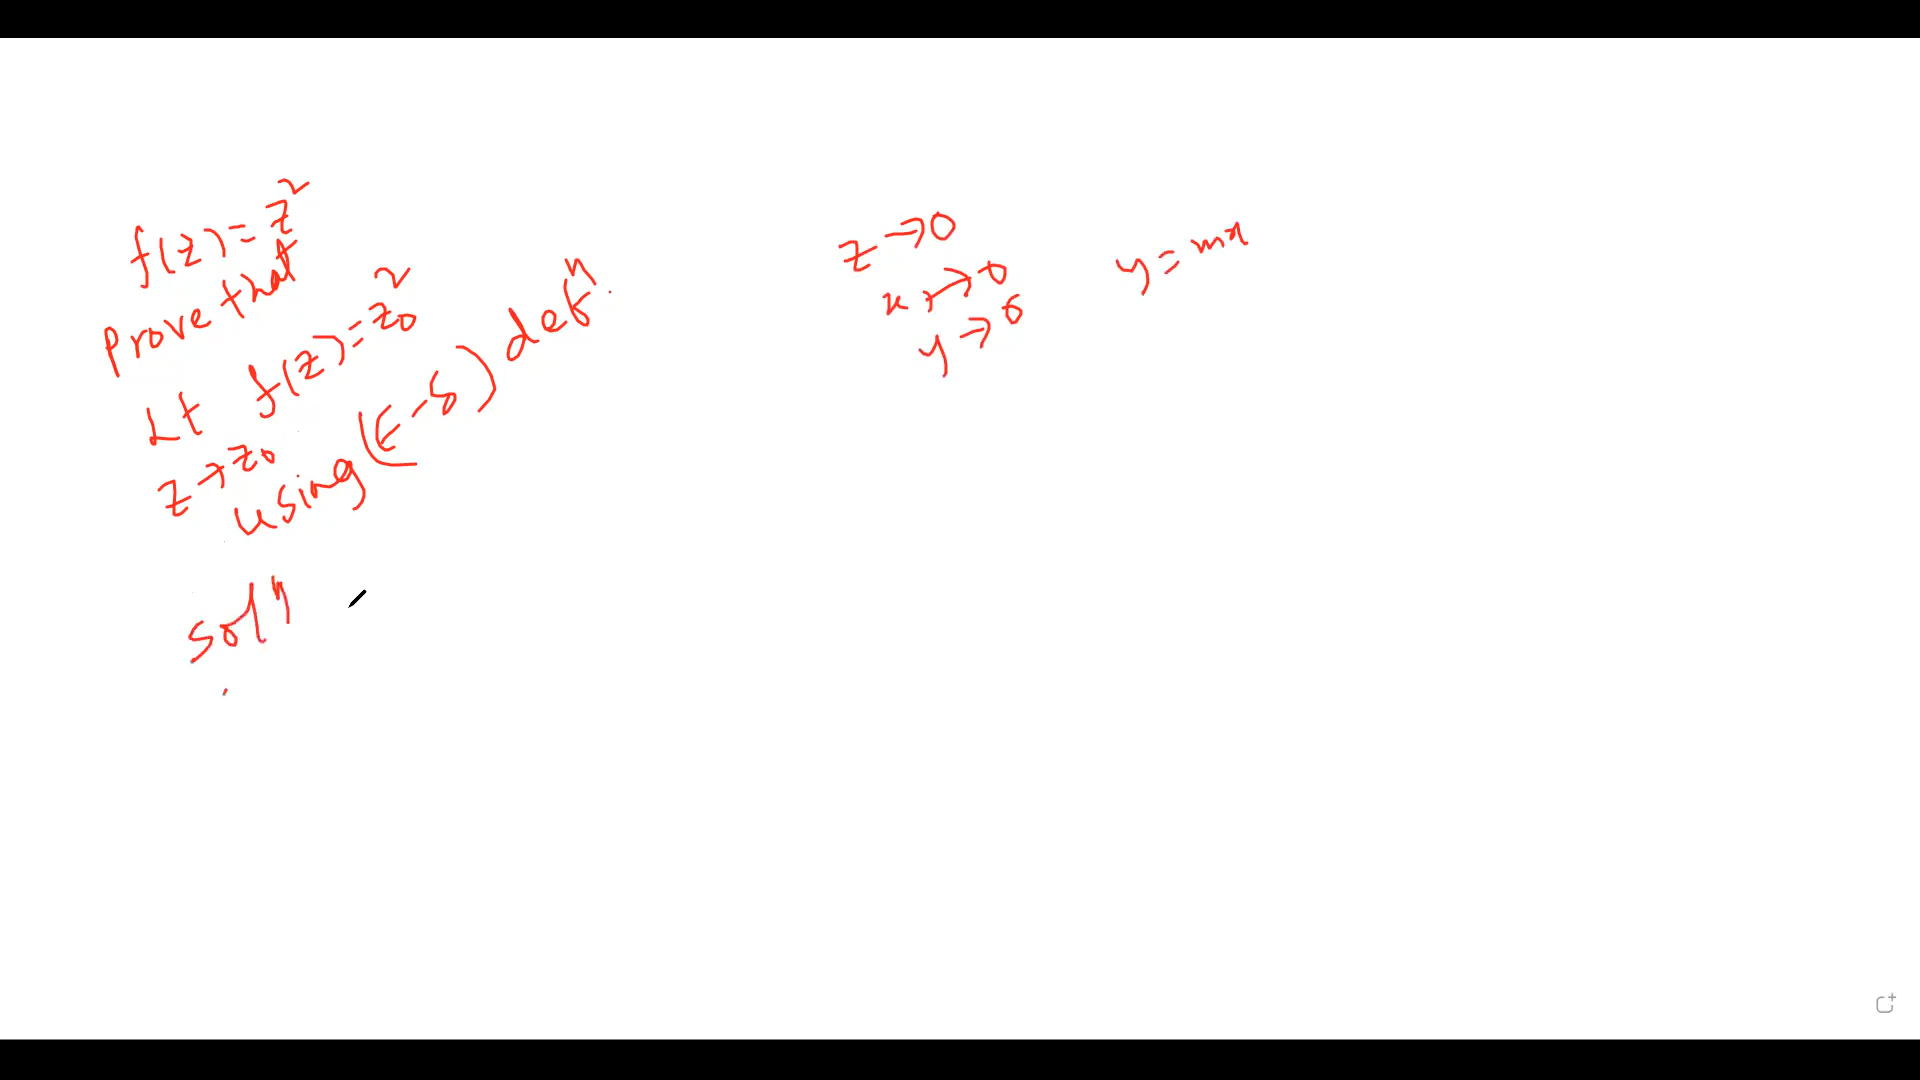 f(z) = z²
prove that
Lt f(z) = z₀²
z → z₀
using (ε-δ) defⁿ.
solⁿ
z → 0
x → 0
y → 0
y = mx